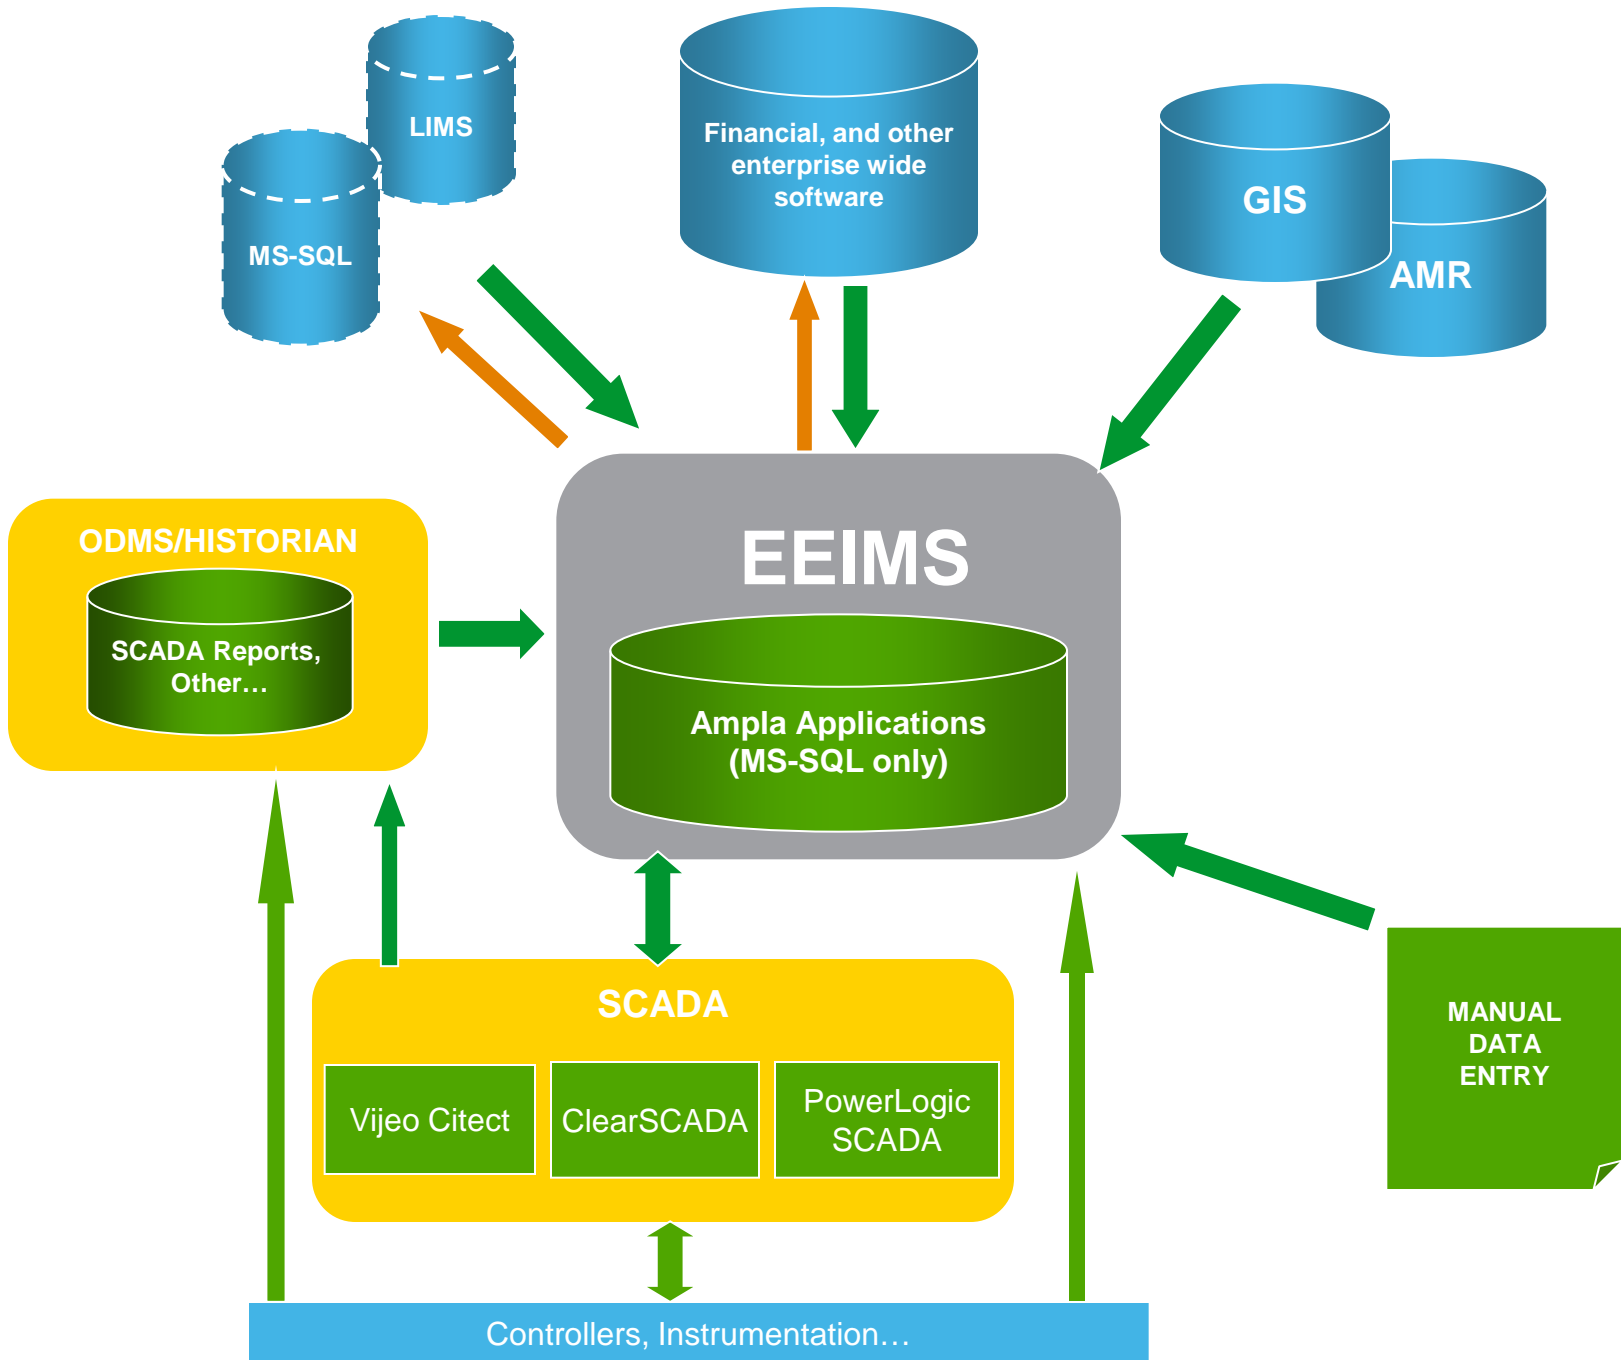 LIMS
MS-SQL
Financial, and other
enterprise wide
software
GIS
AMR
ODMS/HISTORIAN
SCADA Reports,
Other…
EEIMS
Ampla Applications
(MS-SQL only)
SCADA
Vijeo Citect
ClearSCADA
PowerLogic
SCADA
MANUAL
DATA
ENTRY
Controllers, Instrumentation…